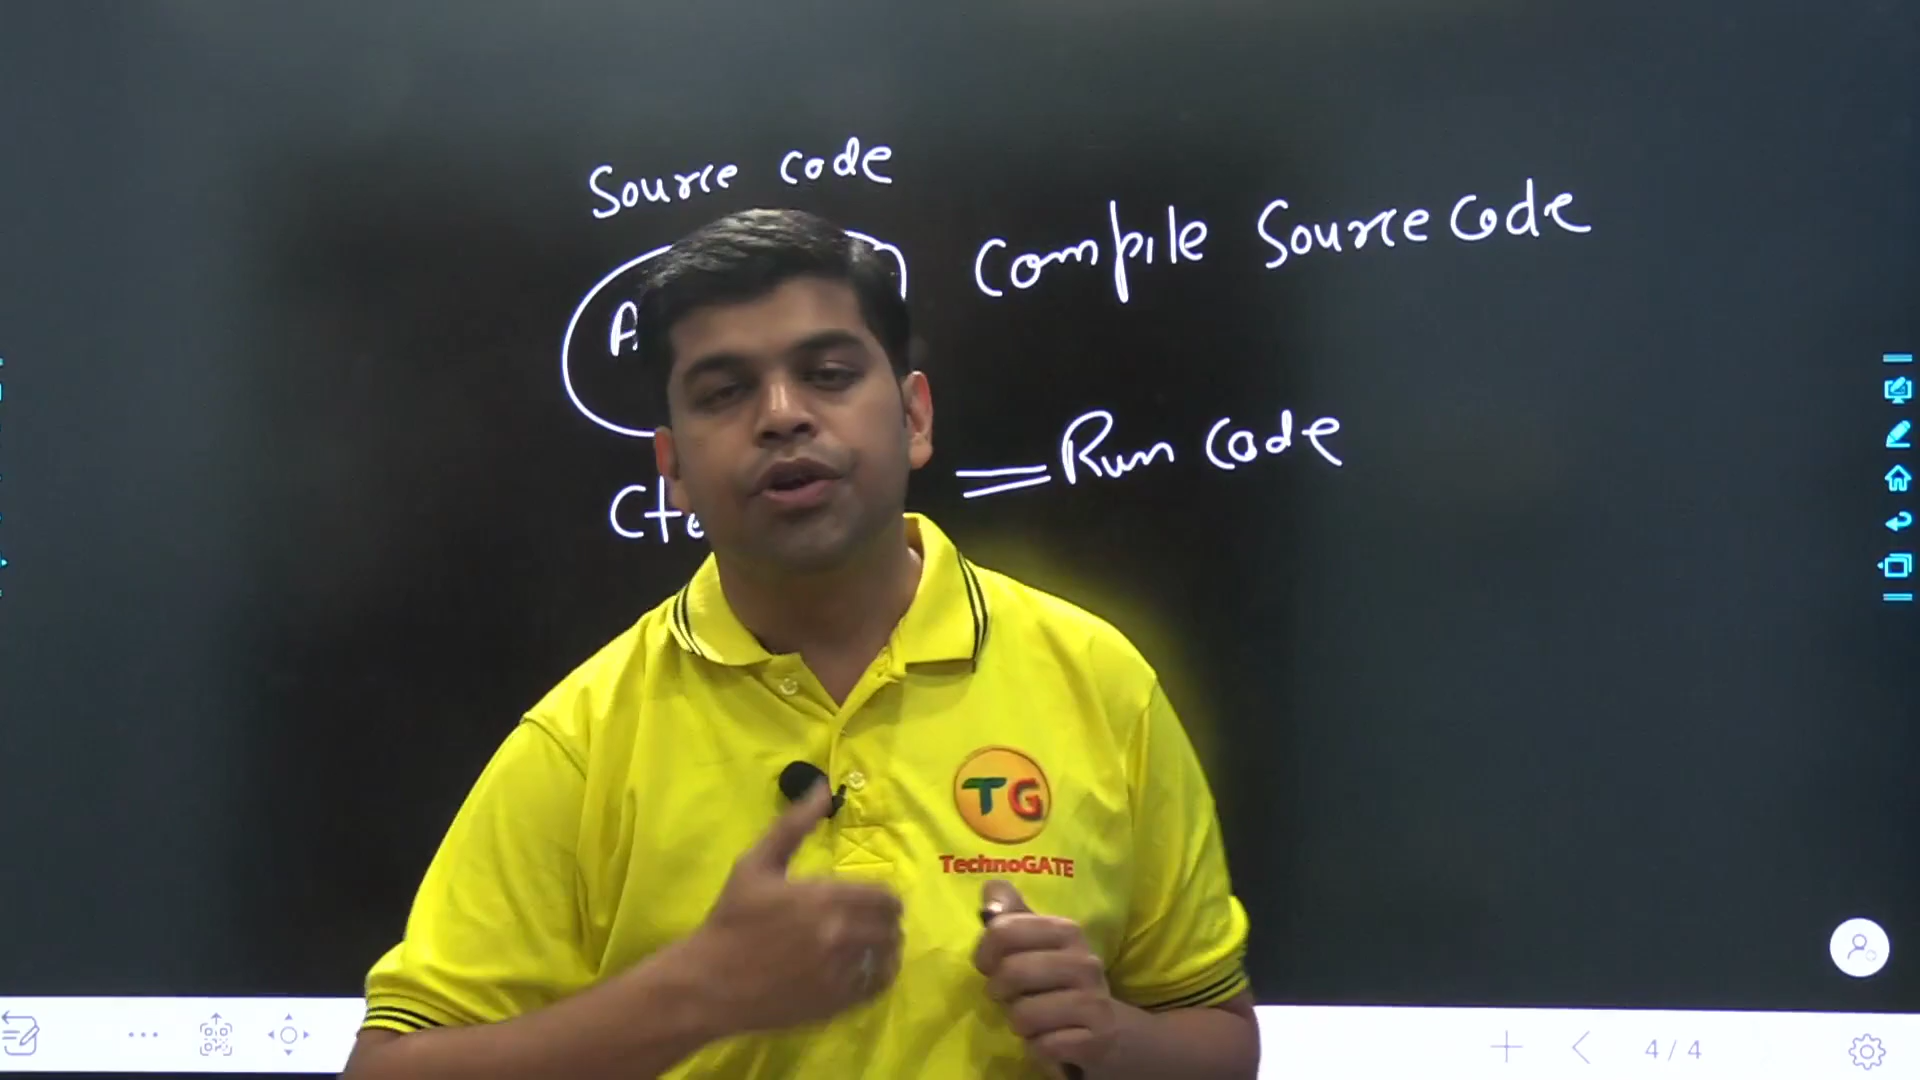 Source code
Compile Source Code
= Run Code
TG
TechnoGATE
4 / 4